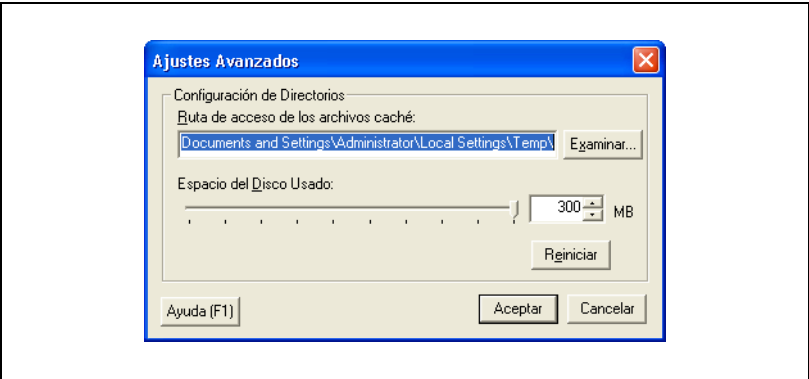 Ajustes Avanzados
Configuración de Directorios
Ruta de acceso de los archivos caché:
Documents and Settings\Administrator\Local Settings\Temp\
Examinar...
Espacio del Disco Usado:
300 MB
Reiniciar
Ayuda (F1) Aceptar Cancelar